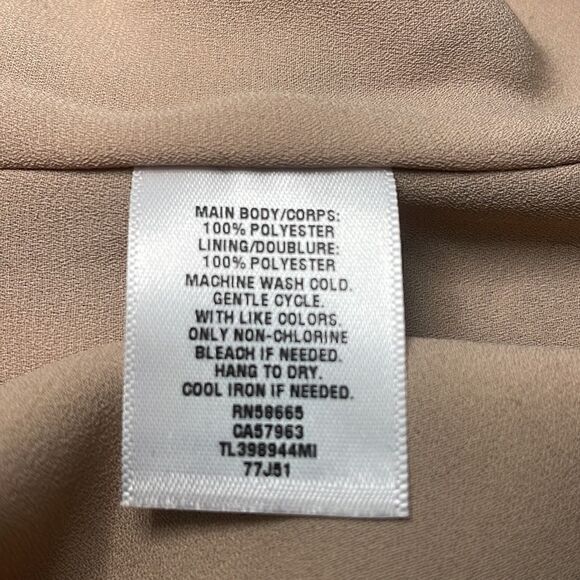 MAIN BODY/CORPS:
100% POLYESTER
LINING/DOUBLURE:
100% POLYESTER
MACHINE WASH COLD.
GENTLE CYCLE.
WITH LIKE COLORS.
ONLY NON-CHLORINE
BLEACH IF NEEDED.
HANG TO DRY.
COOL IRON IF NEEDED.
RN58665
CA57963
TL398944MI
77J51